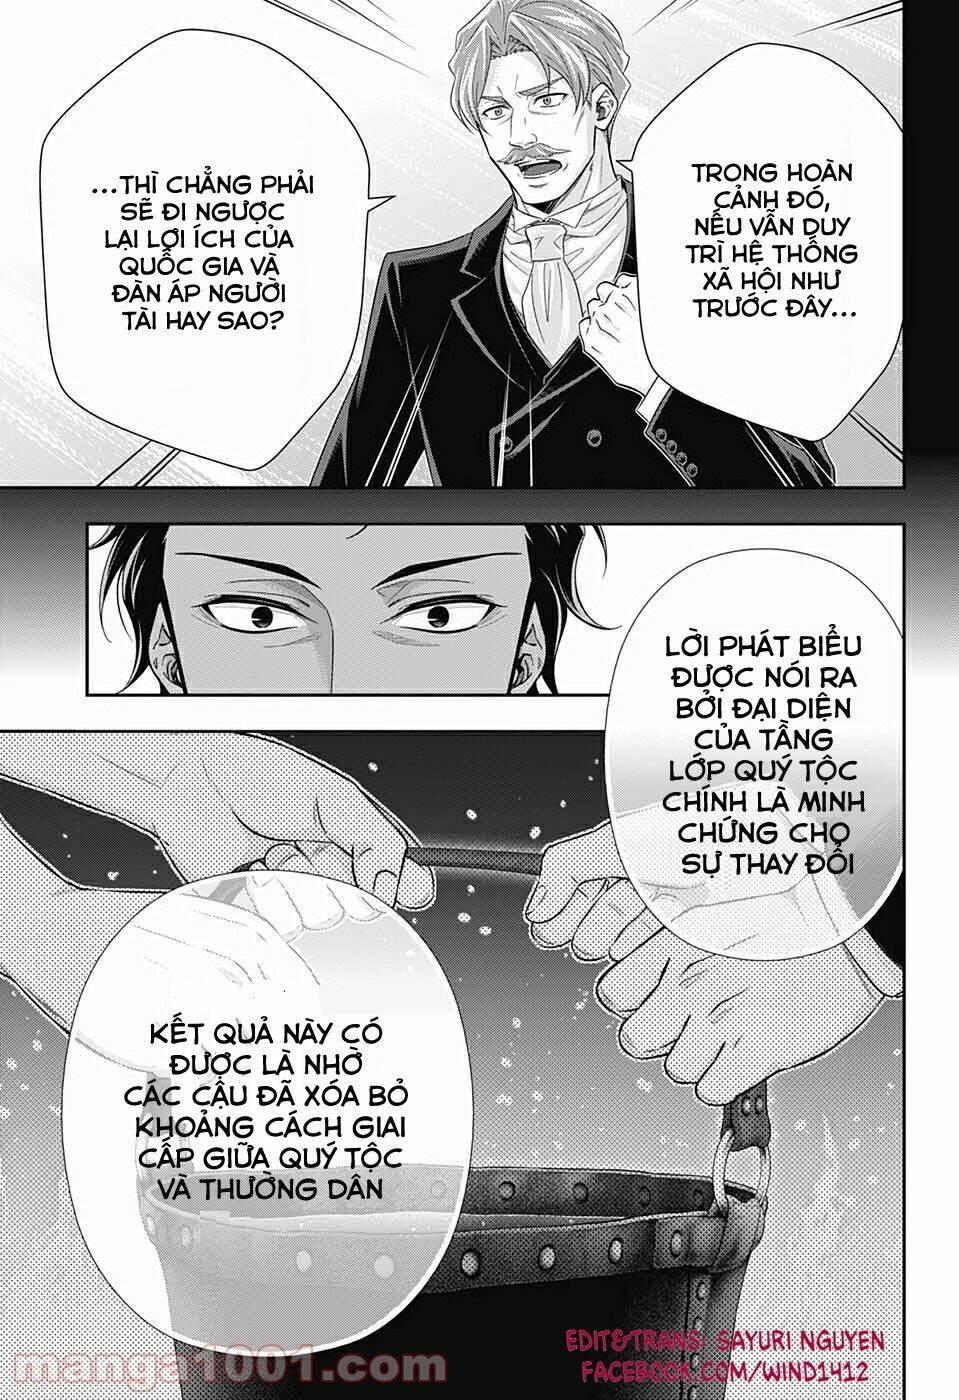 TRONG HOÀN
CẢNH ĐÓ,
NẾU VẪN DUY
TRÌ HỆ THỐNG
XÃ HỘI NHƯ
TRƯỚC ĐÂY...
...THÌ CHẲNG PHẢI
SẼ ĐI NGƯỢC
LẠI LỢI ÍCH CỦA
QUỐC GIA VÀ
ĐÀN ÁP NGƯỜI
TÀI HAY SAO?
LỜI PHÁT BIỂU
ĐƯỢC NÓI RA
BỞI ĐẠI DIỆN
CỦA TẦNG
LỚP QUÝ TỘC
CHÍNH LÀ MINH
CHỨNG CHO
SỰ THAY ĐỔI
KẾT QUẢ NÀY CÓ
ĐƯỢC LÀ NHỜ
CÁC CẬU ĐÃ XÓA BỎ
KHOẢNG CÁCH GIAI
CẤP GIỮA QUÝ TỘC
VÀ THƯỜNG DÂN
EDIT&TRANS: SAYURI NGUYEN
FACEBOOK.COM/WIND1412
manga1001.com